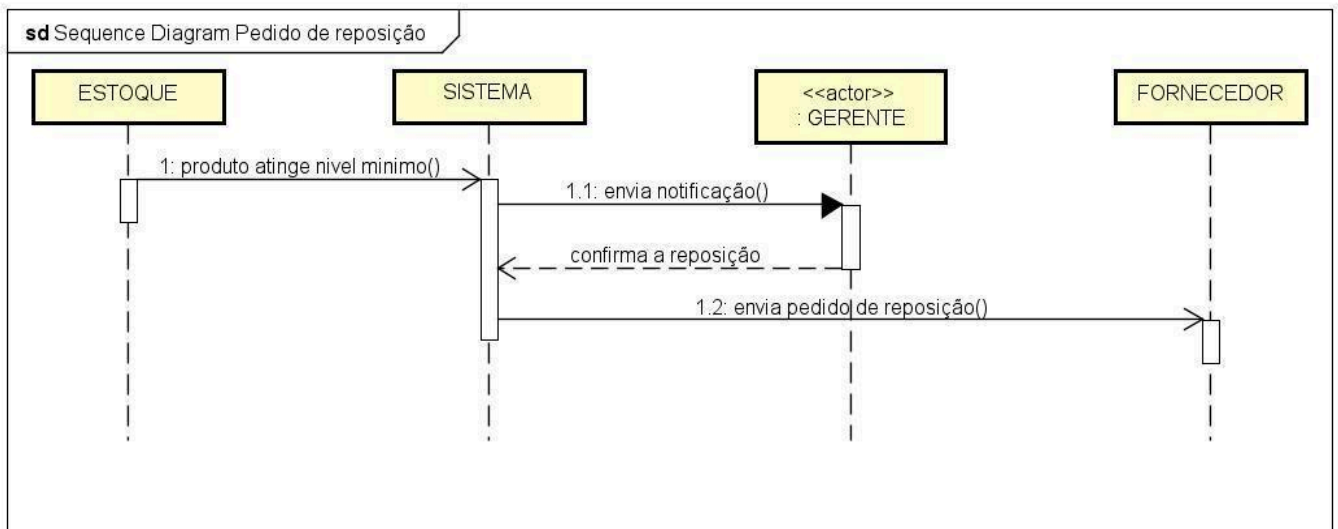 sd Sequence Diagram Pedido de reposição
ESTOQUE
SISTEMA
<<actor>>
: GERENTE
FORNECEDOR
1: produto atinge nivel minimo()
1.1: envia notificação()
confirma a reposição
1.2: envia pedido de reposição()